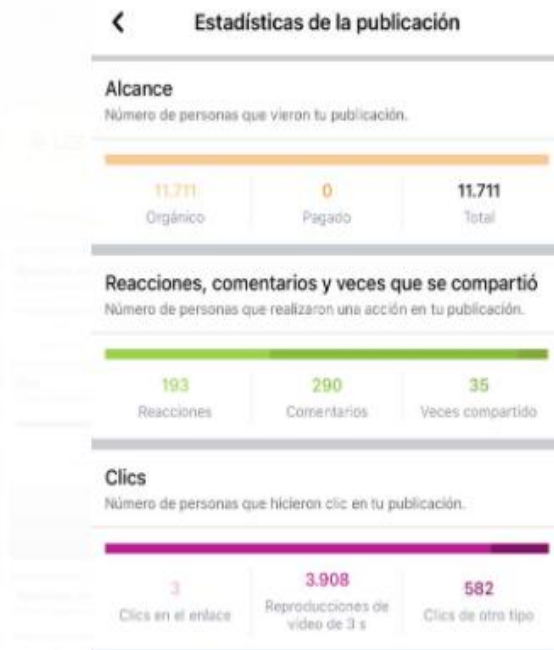 Estadísticas de la publicación
Alcance
Número de personas que vieron tu publicación.
11.711 0 11.711
Orgánico Pagado Total
Reacciones, comentarios y veces que se compartió
Número de personas que realizaron una acción en tu publicación.
193 290 35
Reacciones Comentarios Veces compartido
Clics
Número de personas que hicieron clic en tu publicación.
3 3.908 582
Clics en el enlace Reproducciones de video de 3 s Clics de otro tipo